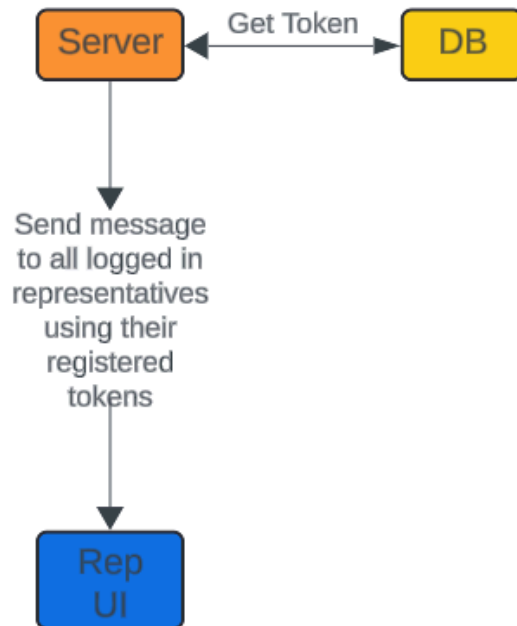 Server
Get Token
DB
Send message
to all logged in
representatives
using their
registered
tokens
Rep
UI